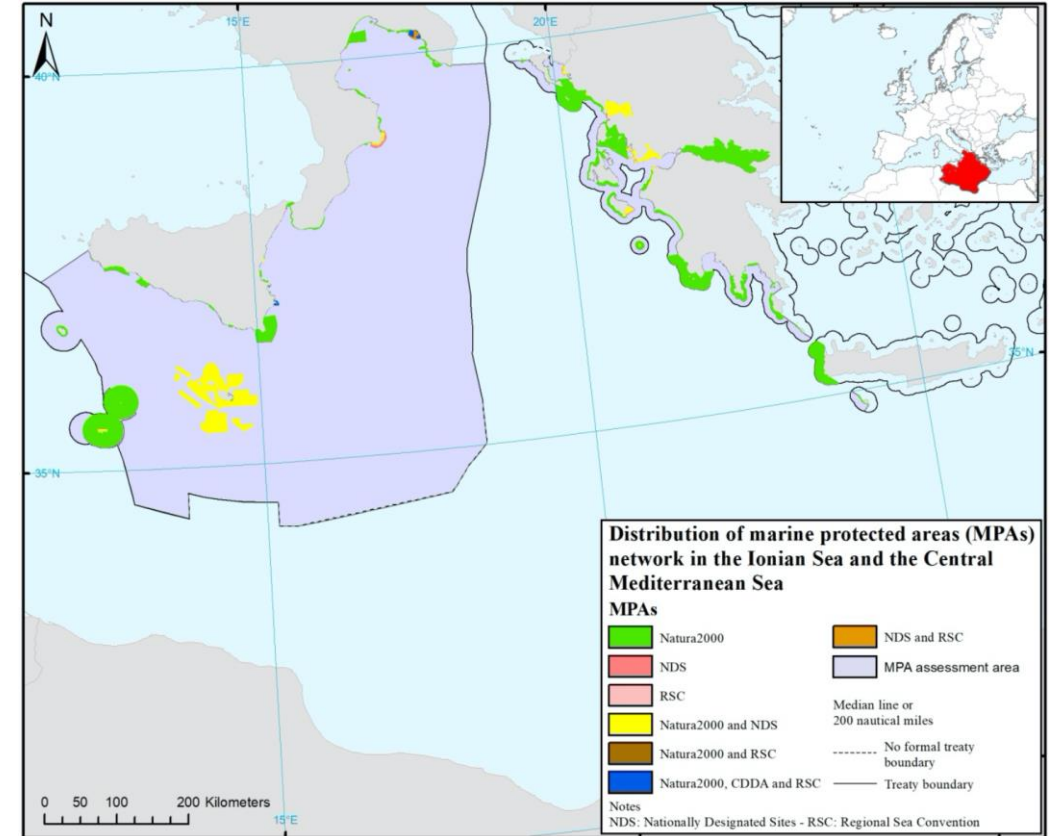 N
15°E
20°E
40°N
35°N
35°N
15°E
0 50 100 200 Kilometers
Distribution of marine protected areas (MPAs)
network in the Ionian Sea and the Central
Mediterranean Sea
MPAs
Natura2000
NDS
RSC
Natura2000 and NDS
Natura2000 and RSC
Natura2000, CDDA and RSC
NDS and RSC
MPA assessment area
Median line or
200 nautical miles
No formal treaty
boundary
Treaty boundary
Notes
NDS: Nationally Designated Sites - RSC: Regional Sea Convention